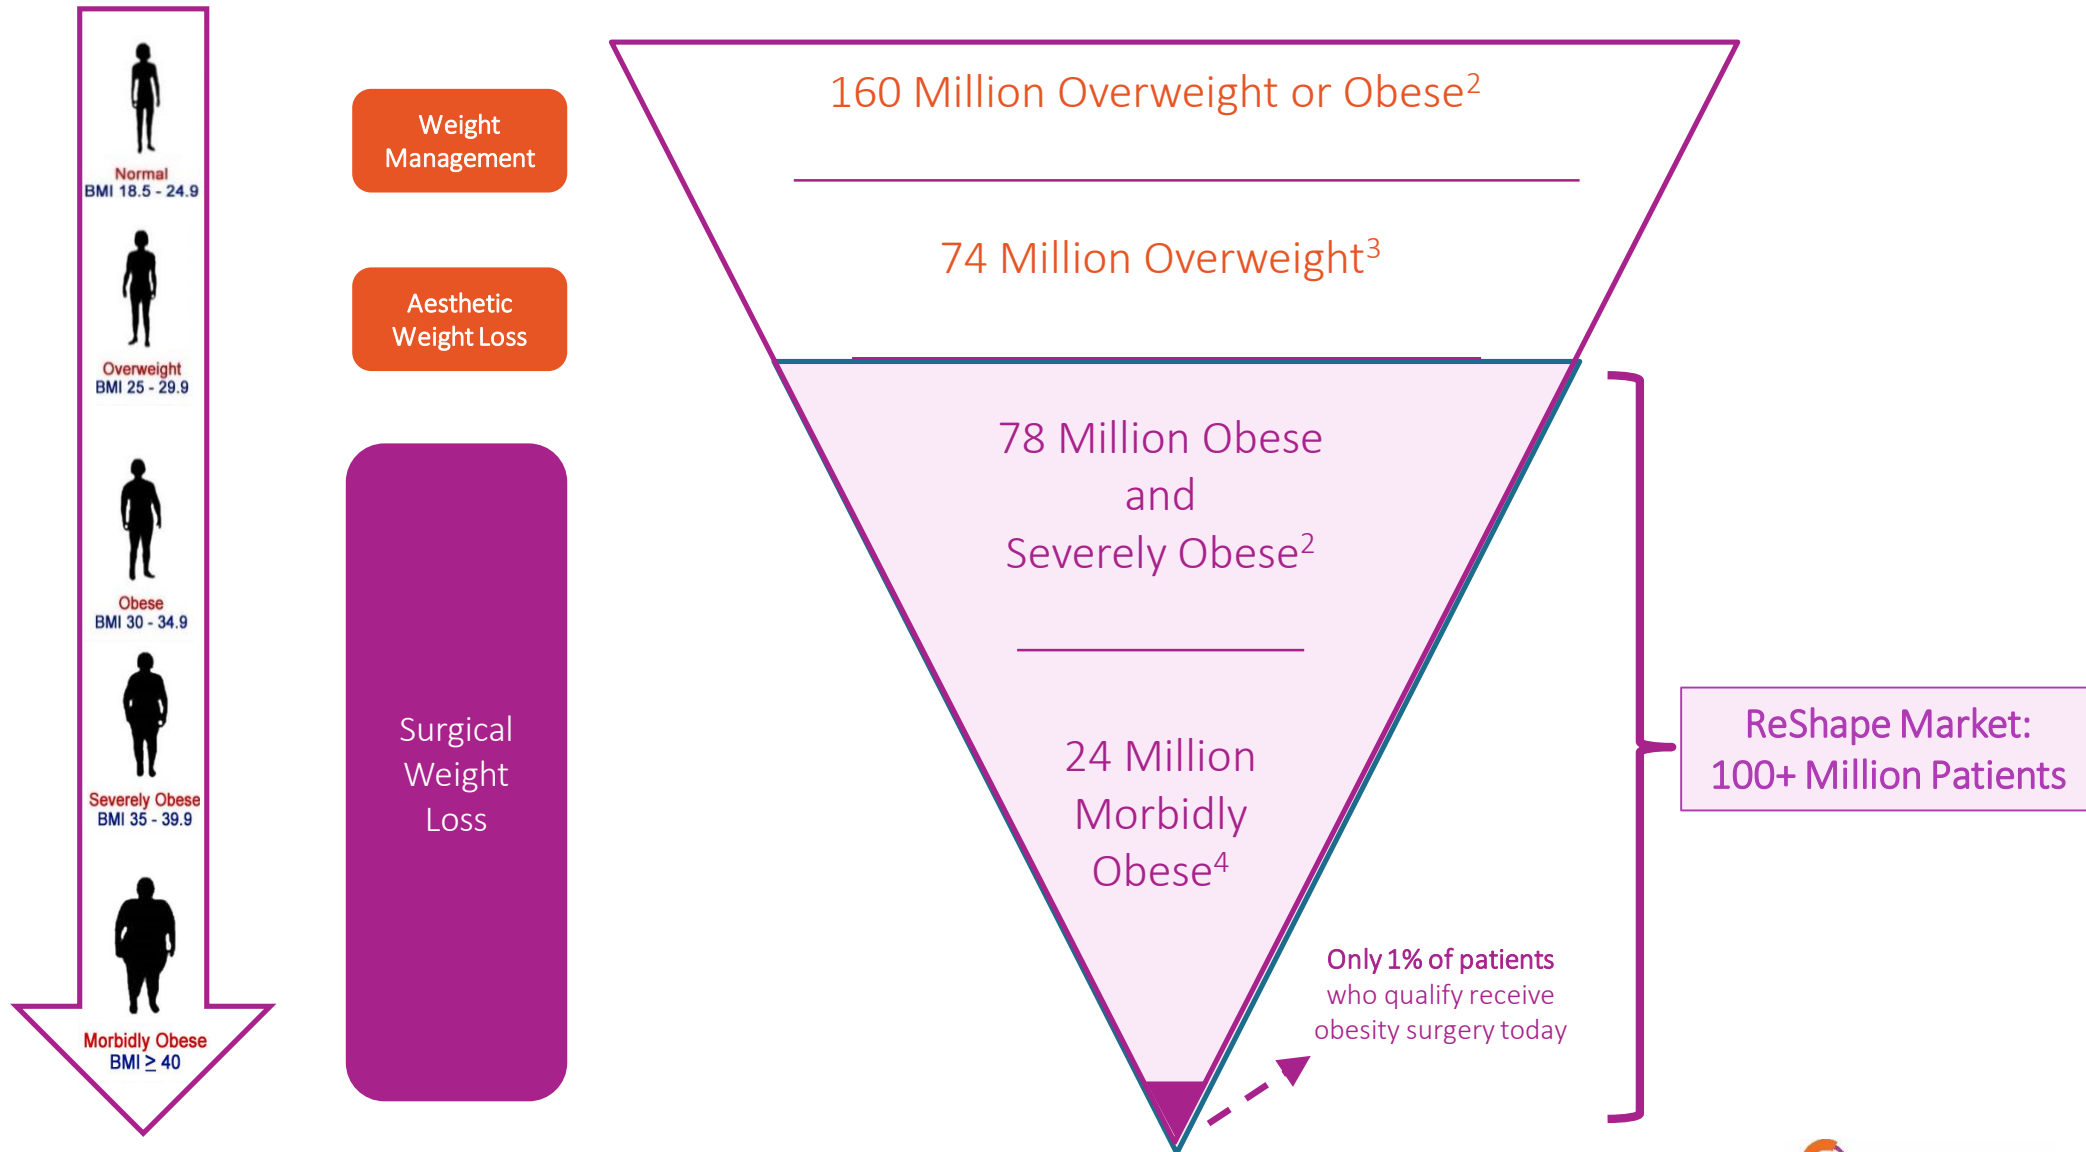 Normal
BMI 18.5 - 24.9
Overweight
BMI 25 - 29.9
Obese
BMI 30 - 34.9
Severely Obese
BMI 35 - 39.9
Morbidly Obese
BMI ≥ 40
Weight
Management
Aesthetic
Weight Loss
Surgical
Weight
Loss
160 Million Overweight or Obese²
74 Million Overweight³
78 Million Obese
and
Severely Obese²
24 Million
Morbidly
Obese⁴
Only 1% of patients
who qualify receive
obesity surgery today
ReShape Market:
100+ Million Patients